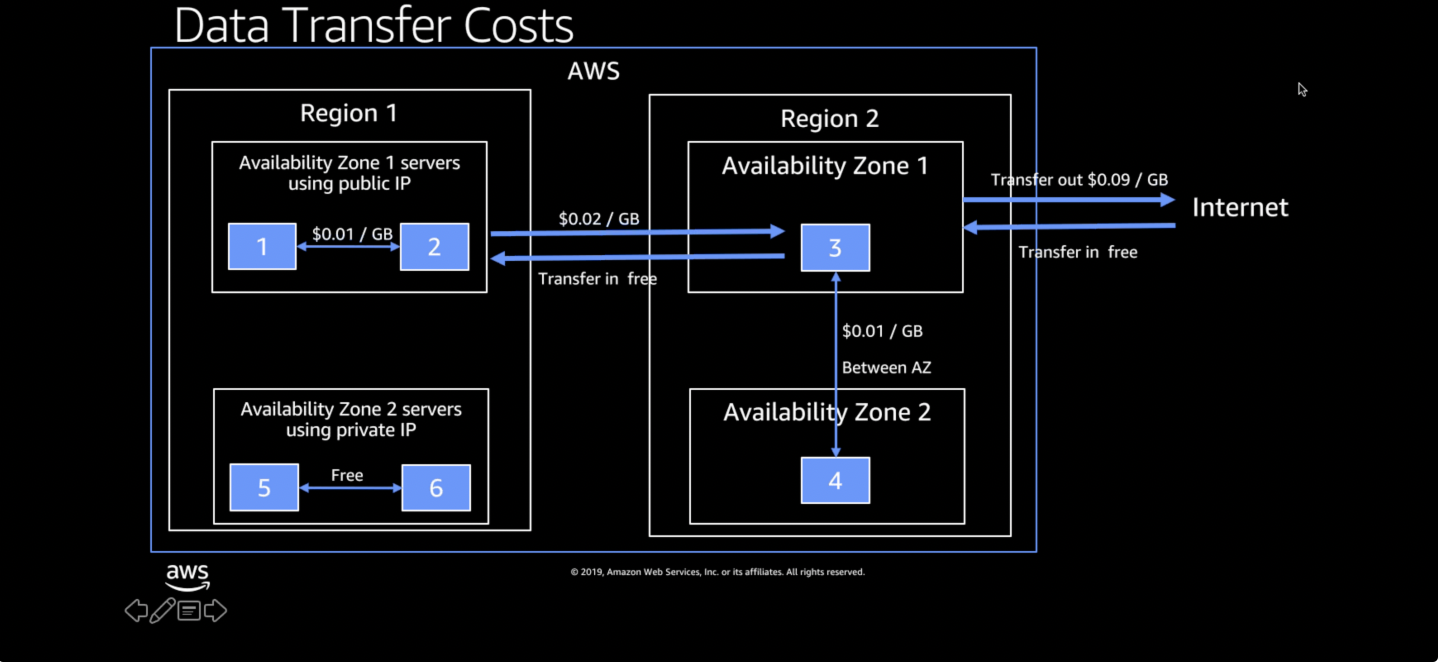 Data Transfer Costs
AWS
Region 1
Availability Zone 1 servers
using public IP
1
$0.01 / GB
2
Availability Zone 2 servers
using private IP
5
Free
6
$0.02 / GB
Transfer in free
Region 2
Availability Zone 1
3
$0.01 / GB
Between AZ
Availability Zone 2
4
Transfer out $0.09 / GB
Internet
Transfer in free
aws
© 2019, Amazon Web Services, Inc. or its affiliates. All rights reserved.